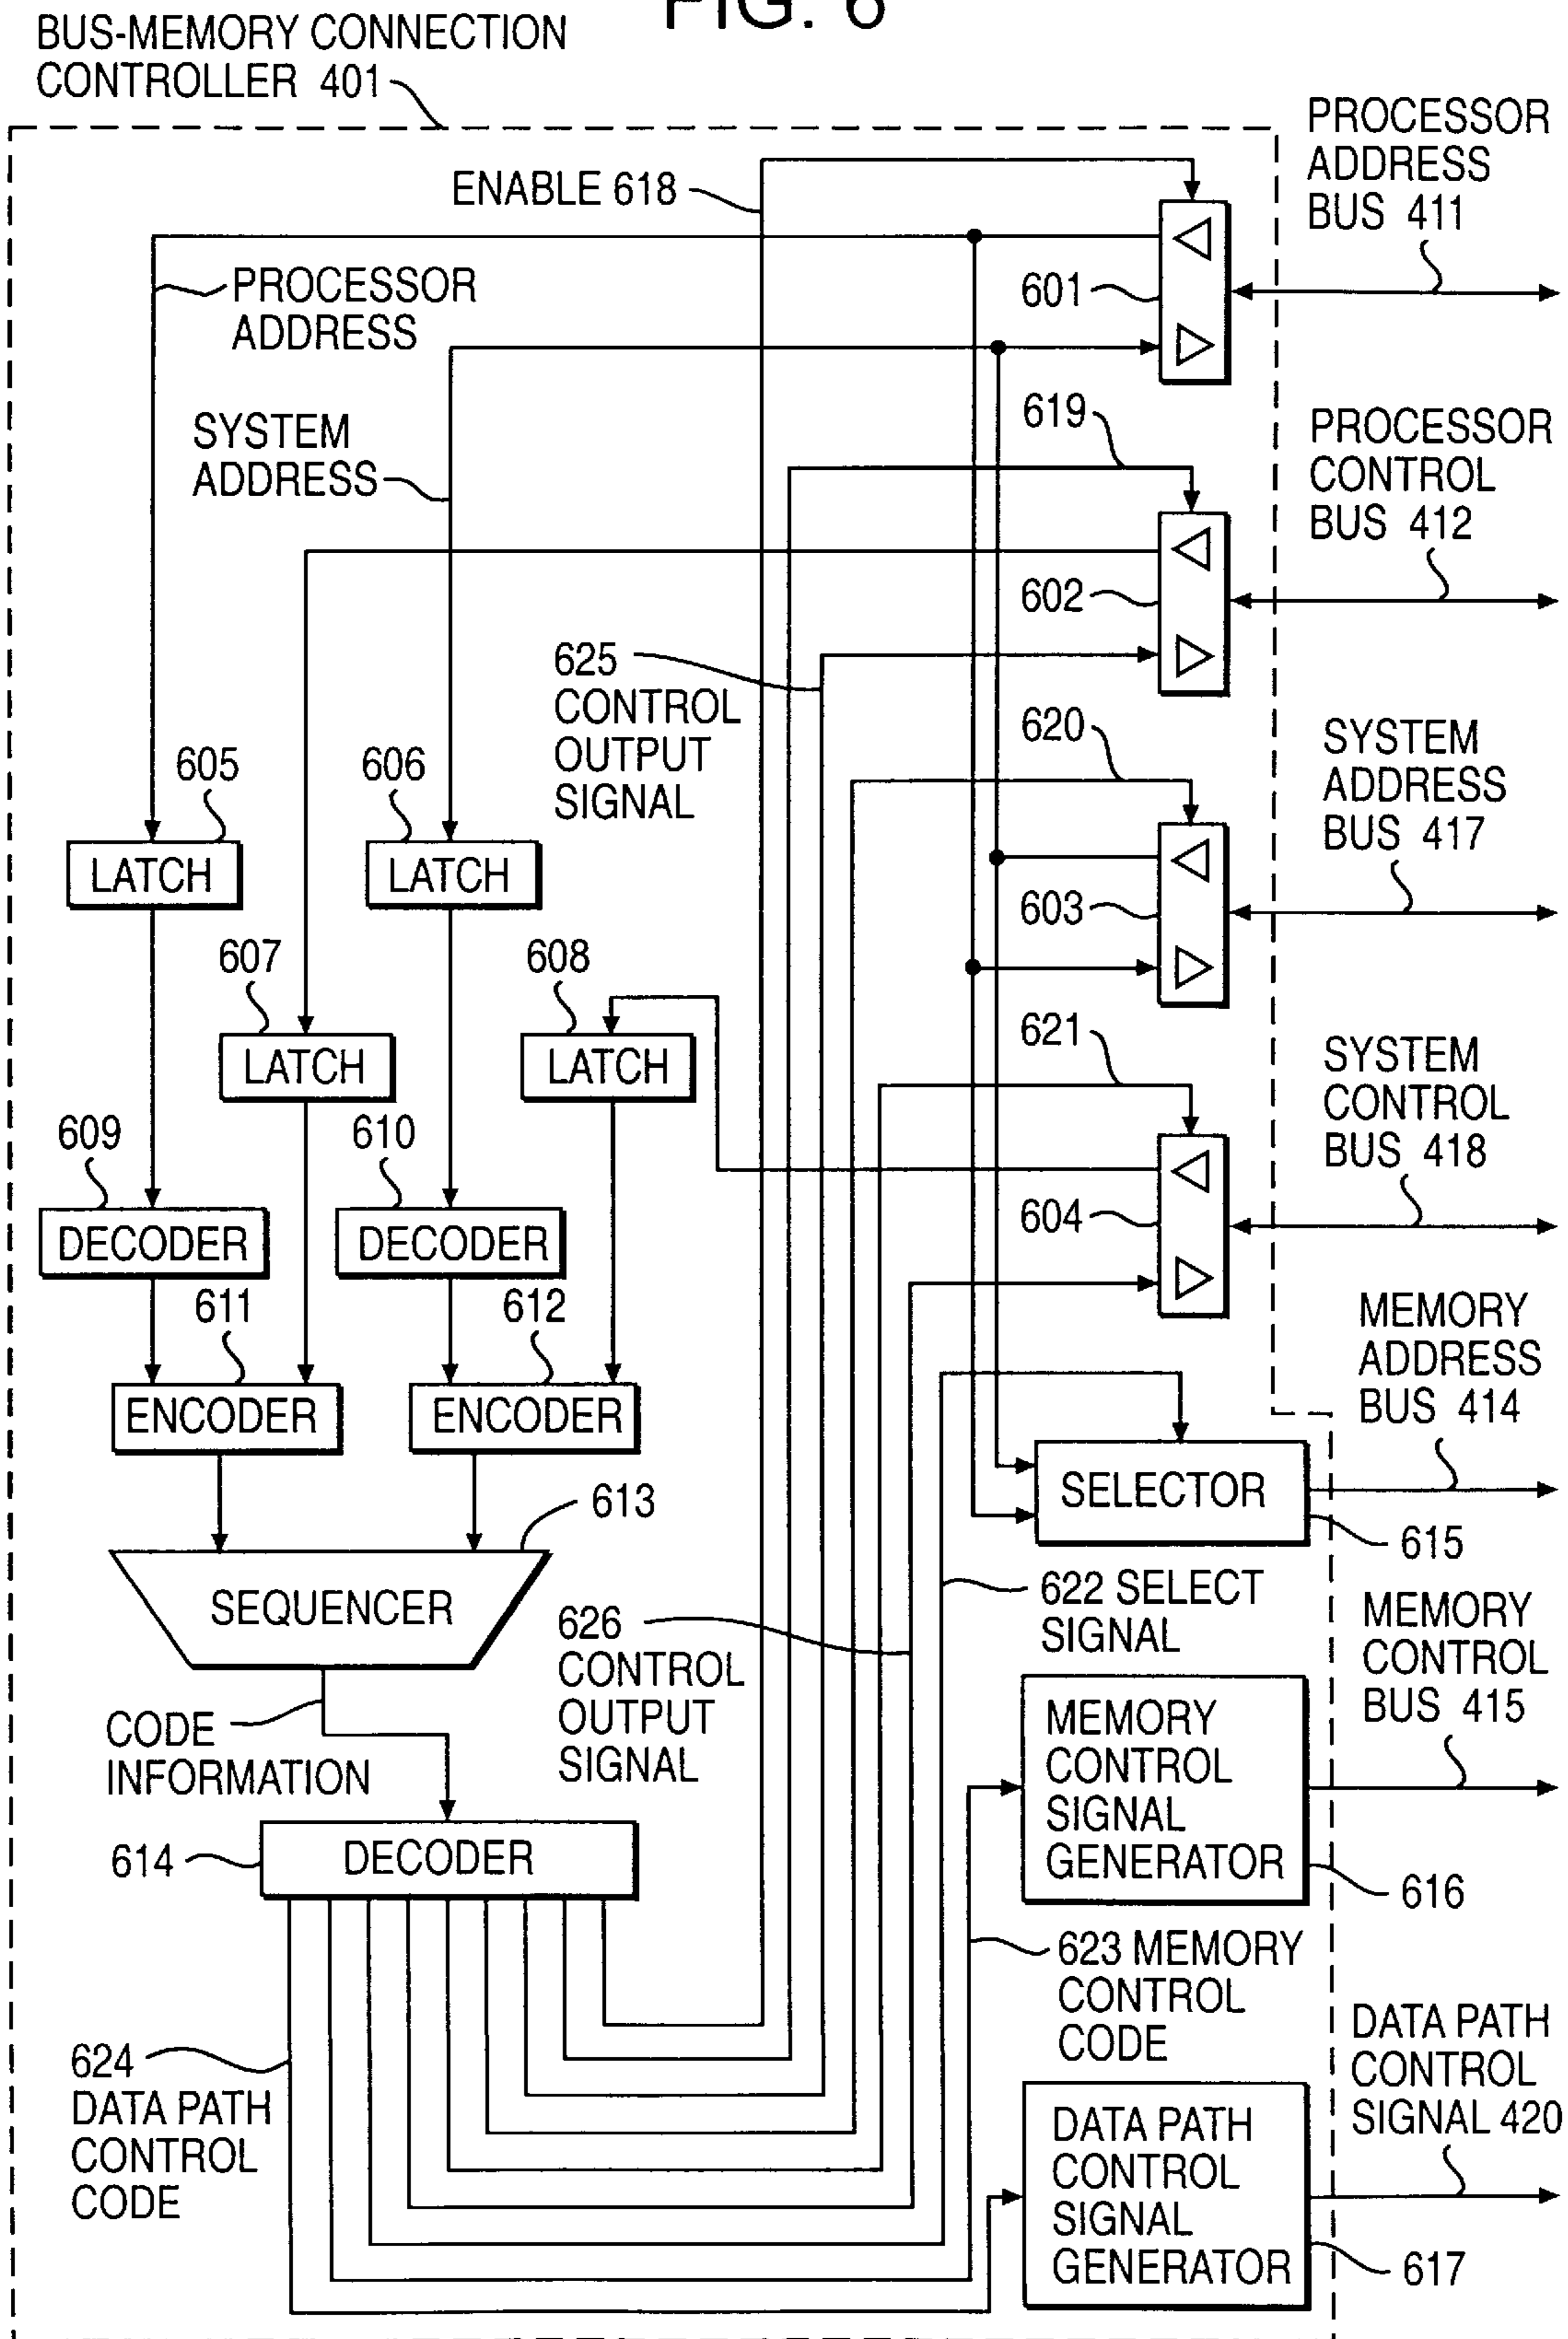 FIG. 6
BUS-MEMORY CONNECTION
CONTROLLER 401
PROCESSOR
ADDRESS
BUS 411
ENABLE 618
PROCESSOR
ADDRESS
601
SYSTEM
ADDRESS
619
PROCESSOR
CONTROL
BUS 412
602
625
CONTROL
OUTPUT
SIGNAL
620
SYSTEM
ADDRESS
BUS 417
605
606
LATCH
LATCH
603
607
608
LATCH
LATCH
621
SYSTEM
CONTROL
BUS 418
609
610
DECODER
DECODER
604
611
612
ENCODER
ENCODER
MEMORY
ADDRESS
BUS 414
SELECTOR
615
613
SEQUENCER
622 SELECT
SIGNAL
626
CONTROL
OUTPUT
SIGNAL
MEMORY
CONTROL
BUS 415
CODE
INFORMATION
MEMORY
CONTROL
SIGNAL
GENERATOR
616
614
DECODER
623 MEMORY
CONTROL
CODE
624
DATA PATH
CONTROL
CODE
DATA PATH
CONTROL
SIGNAL 420
DATA PATH
CONTROL
SIGNAL
GENERATOR
617